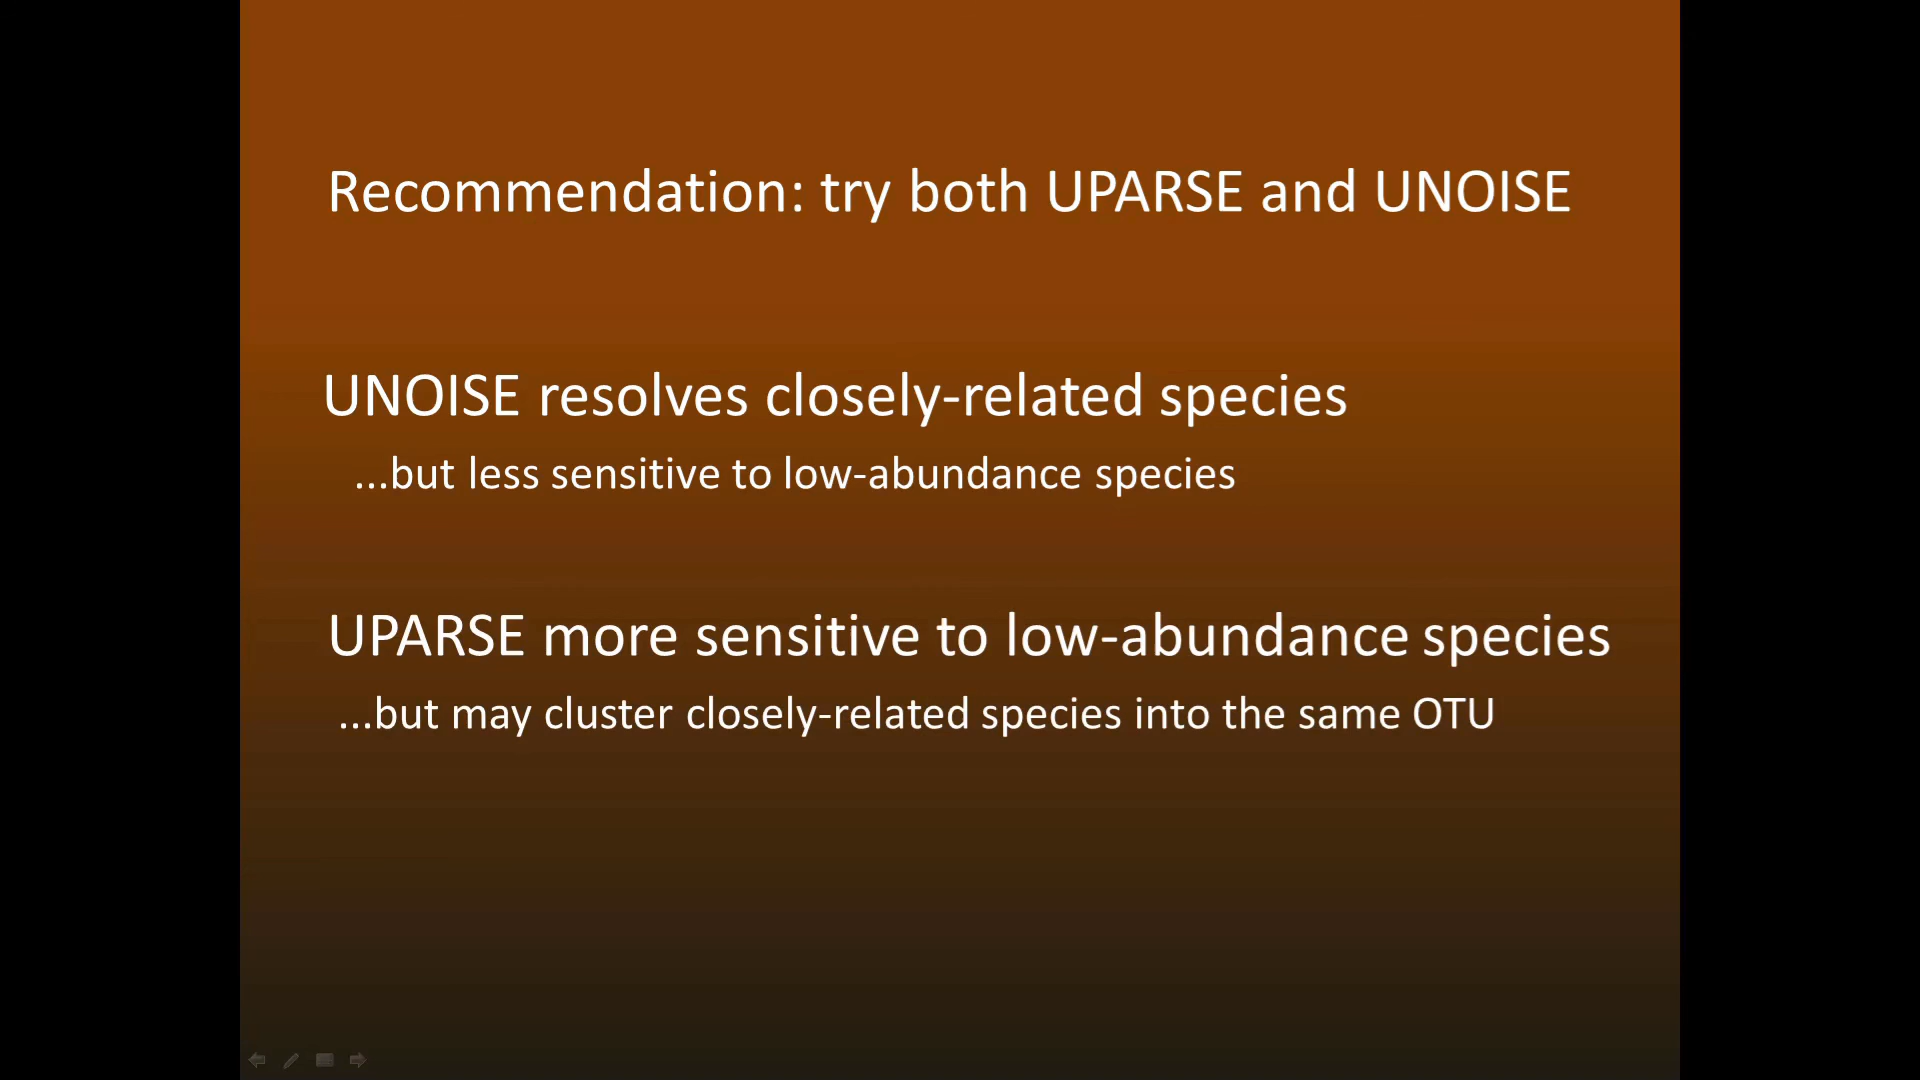 Recommendation: try both UPARSE and UNOISE
UNOISE resolves closely-related species
...but less sensitive to low-abundance species
UPARSE more sensitive to low-abundance species
...but may cluster closely-related species into the same OTU